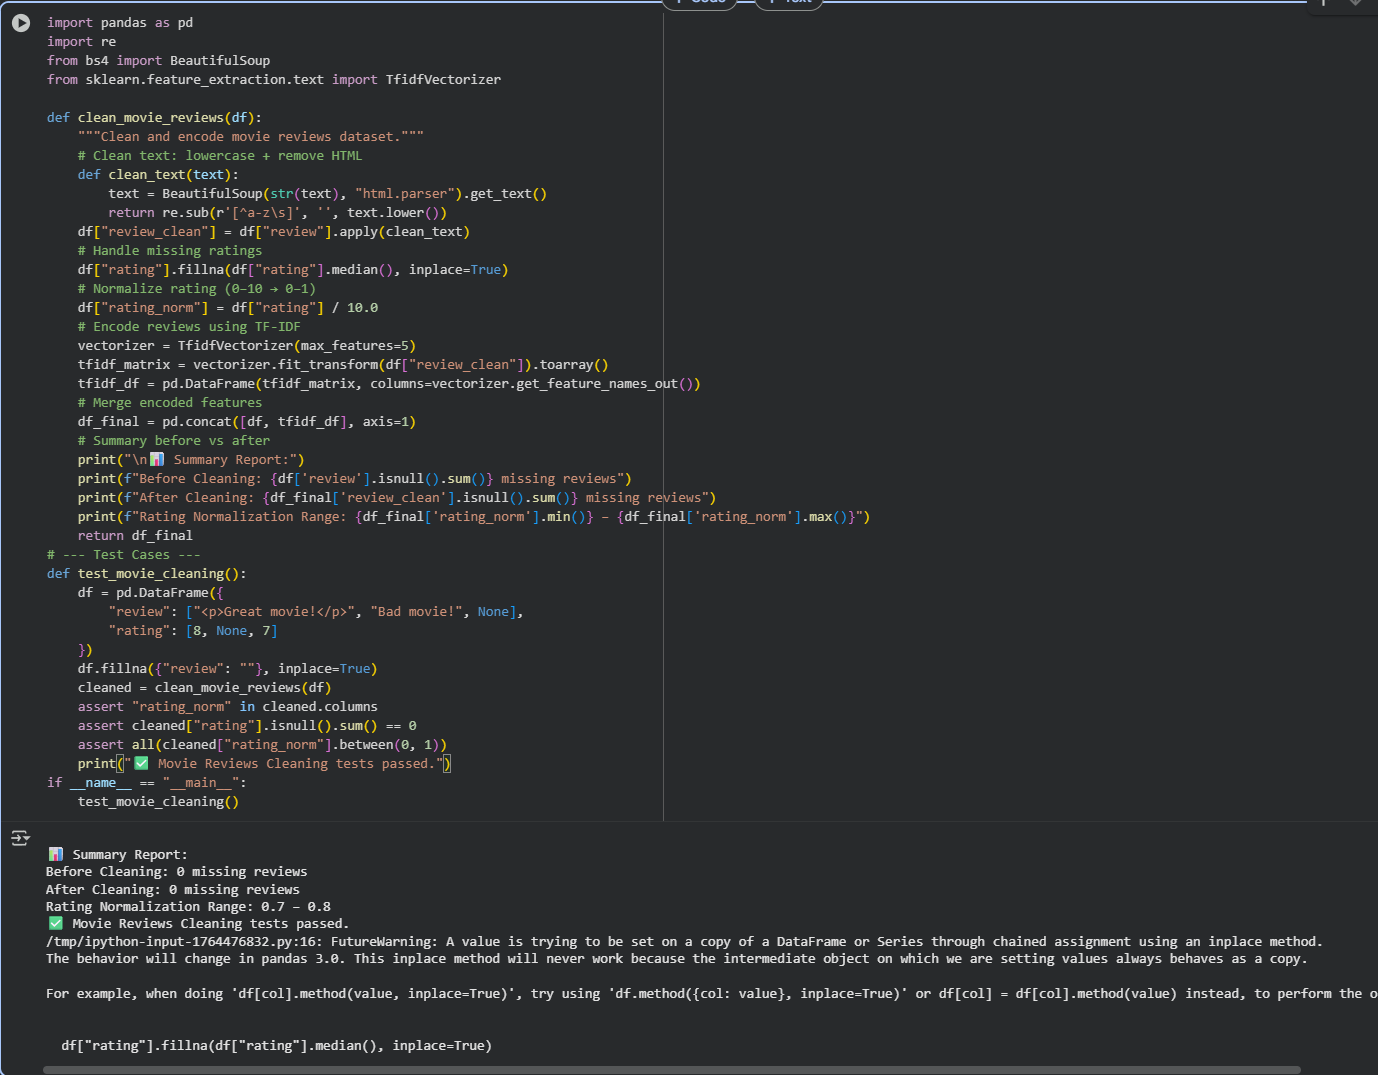 import pandas as pd
import re
from bs4 import BeautifulSoup
from sklearn.feature_extraction.text import TfidfVectorizer

def clean_movie_reviews(df):
    """Clean and encode movie reviews dataset."""
    # Clean text: lowercase + remove HTML
    def clean_text(text):
        text = BeautifulSoup(str(text), "html.parser").get_text()
        return re.sub(r'[^a-z\s]', '', text.lower())
    df["review_clean"] = df["review"].apply(clean_text)
    # Handle missing ratings
    df["rating"].fillna(df["rating"].median(), inplace=True)
    # Normalize rating (0–10 → 0–1)
    df["rating_norm"] = df["rating"] / 10.0
    # Encode reviews using TF-IDF
    vectorizer = TfidfVectorizer(max_features=5)
    tfidf_matrix = vectorizer.fit_transform(df["review_clean"]).toarray()
    tfidf_df = pd.DataFrame(tfidf_matrix, columns=vectorizer.get_feature_names_out())
    # Merge encoded features
    df_final = pd.concat([df, tfidf_df], axis=1)
    # Summary before vs after
    print("\n📊 Summary Report:")
    print(f"Before Cleaning: {df['review'].isnull().sum()} missing reviews")
    print(f"After Cleaning: {df_final['review_clean'].isnull().sum()} missing reviews")
    print(f"Rating Normalization Range: {df_final['rating_norm'].min()} – {df_final['rating_norm'].max()}")
    return df_final
# --- Test Cases ---
def test_movie_cleaning():
    df = pd.DataFrame({
        "review": ["<p>Great movie!</p>", "Bad movie!", None],
        "rating": [8, None, 7]
    })
    df.fillna({"review": ""}, inplace=True)
    cleaned = clean_movie_reviews(df)
    assert "rating_norm" in cleaned.columns
    assert cleaned["rating"].isnull().sum() == 0
    assert all(cleaned["rating_norm"].between(0, 1))
    print("✅ Movie Reviews Cleaning tests passed.")
if __name__ == "__main__":
    test_movie_cleaning()

📊 Summary Report:
Before Cleaning: 0 missing reviews
After Cleaning: 0 missing reviews
Rating Normalization Range: 0.7 – 0.8
✅ Movie Reviews Cleaning tests passed.
/tmp/ipython-input-1764476832.py:16: FutureWarning: A value is trying to be set on a copy of a DataFrame or Series through chained assignment using an inplace method.
The behavior will change in pandas 3.0. This inplace method will never work because the intermediate object on which we are setting values always behaves as a copy.

For example, when doing 'df[col].method(value, inplace=True)', try using 'df.method({col: value}, inplace=True)' or df[col] = df[col].method(value) instead, to perform the o

  df["rating"].fillna(df["rating"].median(), inplace=True)